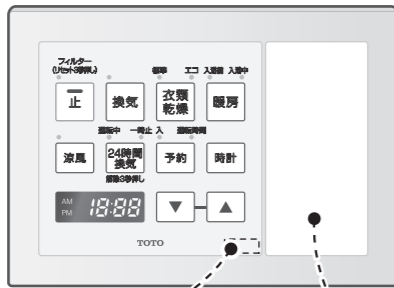 フィルター
(リセット3秒押し)
標準 エコ 入浴前 入浴中
止 換気 衣類乾燥 暖房
運転中 一時止 入 運転時間
涼風 24時間換気 予約 時計
解除3秒押し
AM
PM 18:88
▼ ▲
TOTO